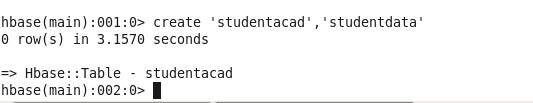 hbase(main):001:0> create 'studentacad','studentdata'
0 row(s) in 3.1570 seconds
=> Hbase::Table - studentacad
hbase(main):002:0>